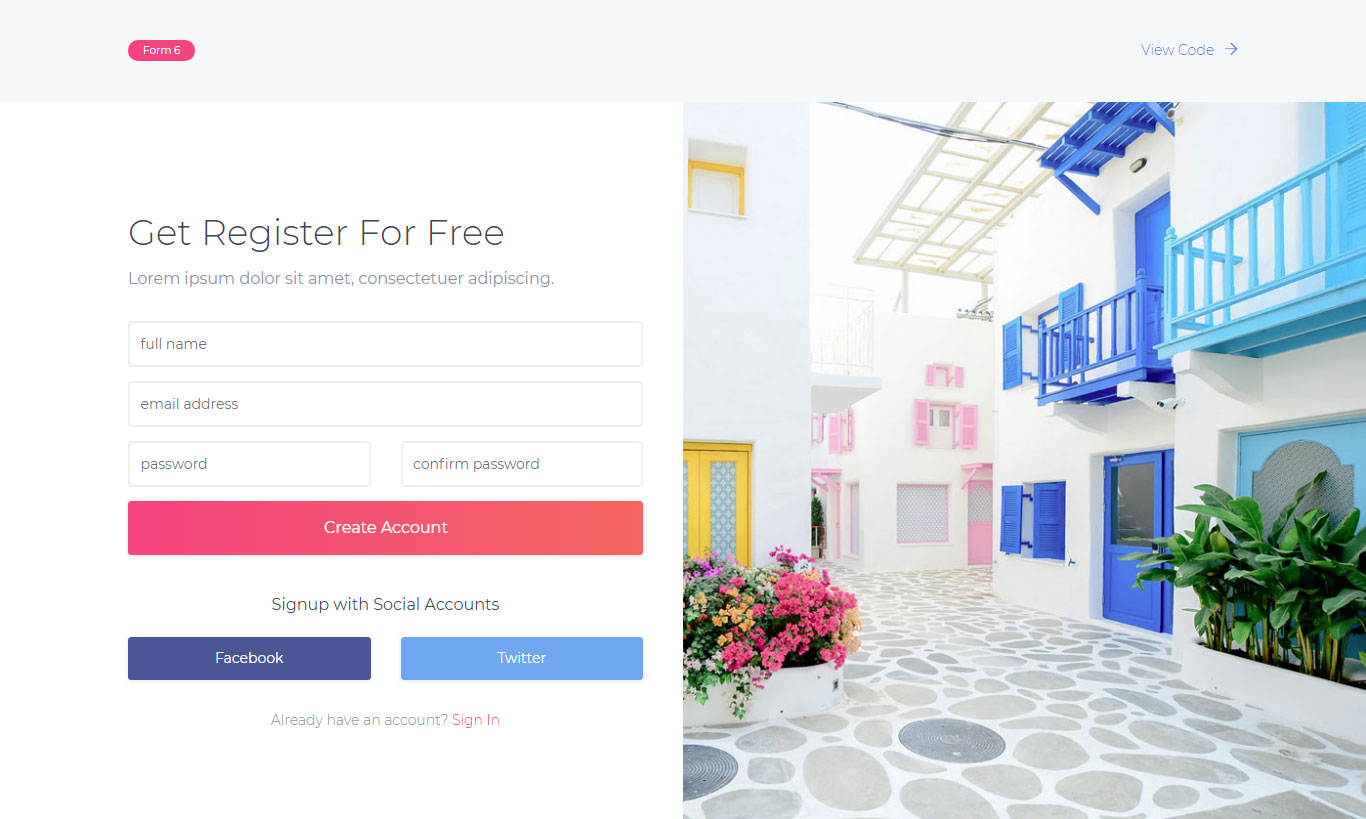 Form 6
View Code
Get Register For Free
Lorem ipsum dolor sit amet, consectetuer adipiscing.
full name
email address
password
confirm password
Create Account
Signup with Social Accounts
Facebook
Twitter
Already have an account? Sign In